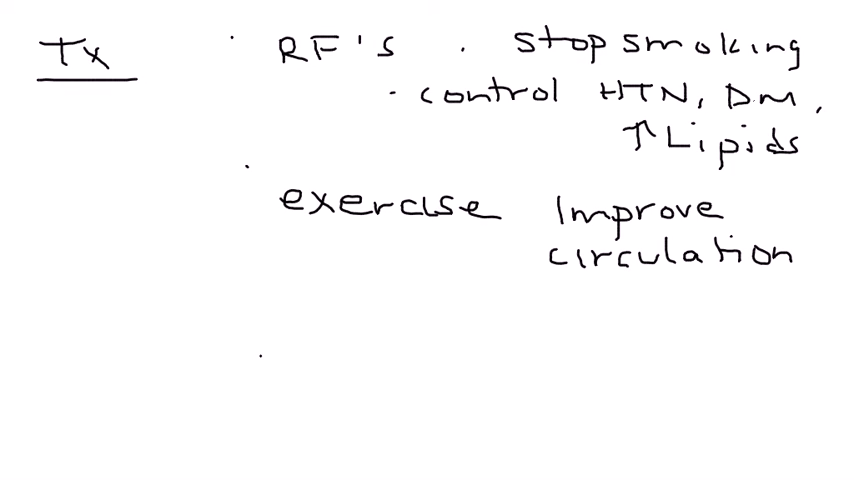 Tx · RF's · stop smoking
· control HTN, DM,
↑Lipids
· exercise improve
circulation
·